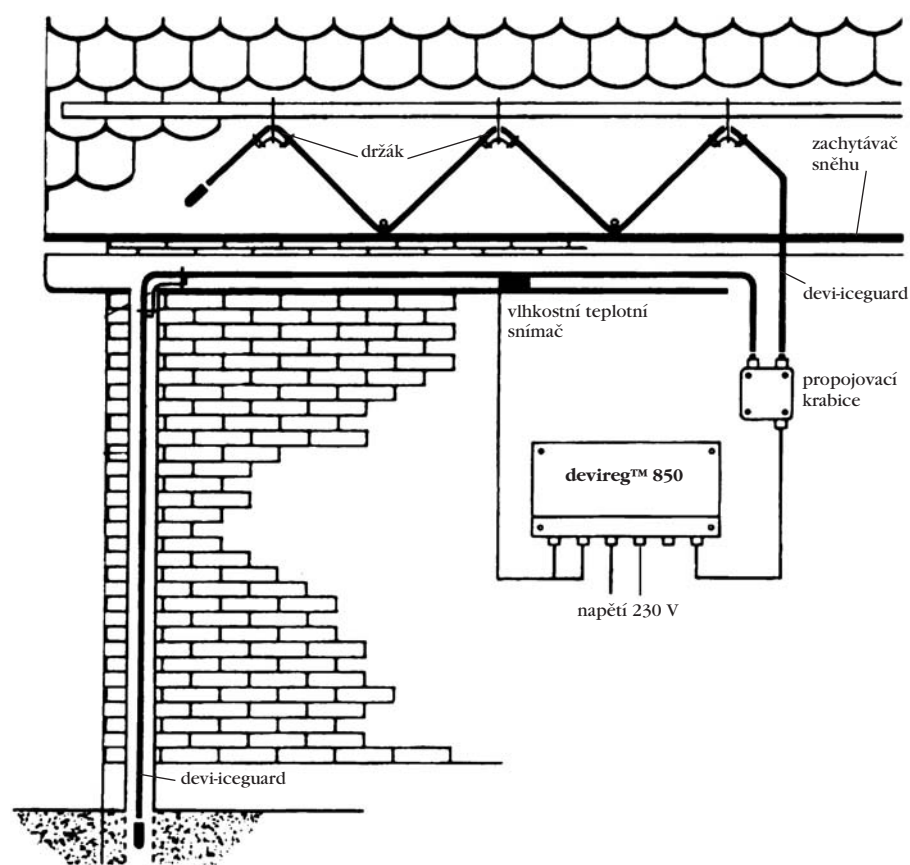 držák
zachytávač
sněhu
devi-iceguard
vlhkostní teplotní
snímač
propojovací
krabice
devireg™ 850
napětí 230 V
devi-iceguard